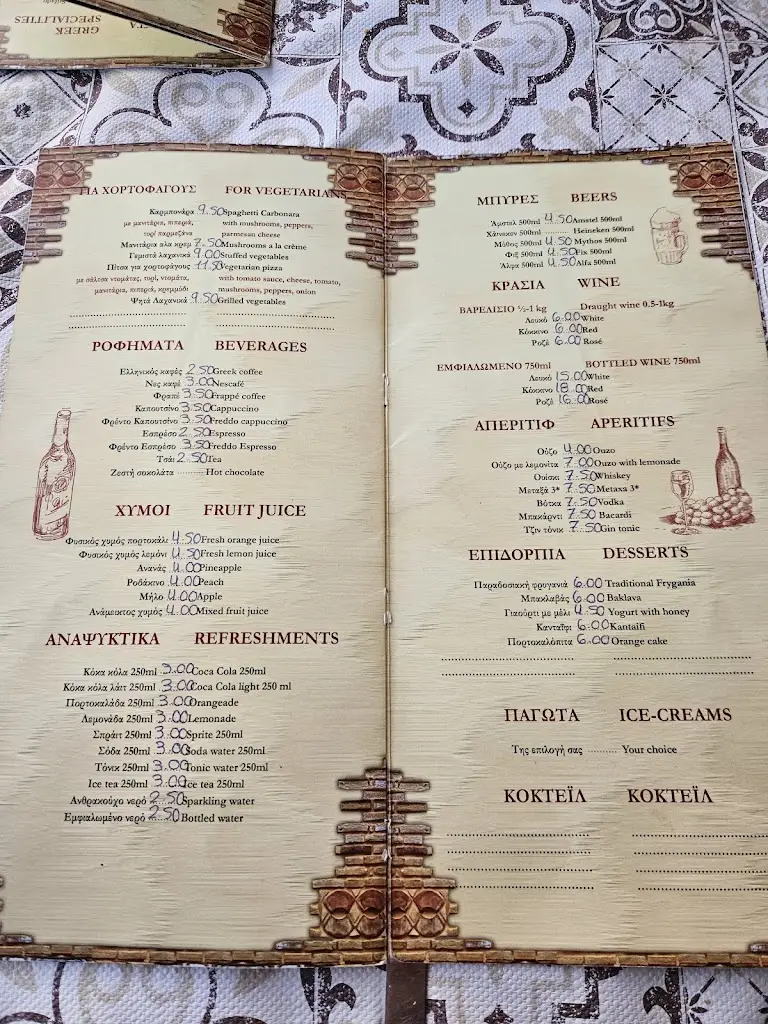 GREEK
SPECIALITIES
ΓΙΑ ΧΟΡΤΟΦΑΓΟΥΣ FOR VEGETARIANS
Καρμπονάρα 9.50 Spaghetti Carbonara
με μανιτάρια, πιπεριά, with mushrooms, peppers,
τυρί παρμεζάνα parmesan cheese
Μανιτάρια αλα κρεμ 7.50 Mushrooms a la crème
Γεμιστά λαχανικά 9.00 Stuffed vegetables
Πίτσα για χορτοφάγους 11.50 Vegetarian pizza
με σάλτσα ντομάτας, τυρί, ντομάτα, with tomato sauce, cheese, tomato,
μανιτάρια, πιπεριά, κρεμμύδι mushrooms, peppers, onion
Ψητά Λαχανικά 9.50 Grilled vegetables
ΡΟΦΗΜΑΤΑ BEVERAGES
Ελληνικός καφές 2.50 Greek coffee
Νες καφέ 3.00 Nescafé
Φραπέ 3.50 Frappé coffee
Καπουτσίνο 3.50 Cappuccino
Φρέντο Καπουτσίνο 3.50 Freddo cappuccino
Εσπρέσο 2.50 Espresso
Φρέντο Εσπρέσο 3.50 Freddo Espresso
Τσάι 2.50 Tea
Ζεστή σοκολάτα .......... Hot chocolate
ΧΥΜΟΙ FRUIT JUICE
Φυσικός χυμός πορτοκάλι 4.50 Fresh orange juice
Φυσικός χυμός λεμόνι 4.50 Fresh lemon juice
Ανανάς 4.00 Pineapple
Ροδάκινο 4.00 Peach
Μήλο 4.00 Apple
Ανάμεικτος χυμός 4.00 Mixed fruit juice
ΑΝΑΨΥΚΤΙΚΑ REFRESHMENTS
Κόκα κόλα 250ml 3.00 Coca Cola 250ml
Κόκα κόλα λάιτ 250ml 3.00 Coca Cola light 250 ml
Πορτοκαλάδα 250ml 3.00 Orangeade
Λεμονάδα 250ml 3.00 Lemonade
Σπράιτ 250ml 3.00 Sprite 250ml
Σόδα 250ml 3.00 Soda water 250ml
Τόνικ 250ml 3.00 Tonic water 250ml
Ice tea 250ml 3.00 Ice tea 250ml
Ανθρακούχο νερό 2.50 Sparkling water
Εμφιαλωμένο νερό 2.50 Bottled water
ΜΠΥΡΕΣ BEERS
Άμστελ 500ml 4.50 Amstel 500ml
Χάινεκεν 500ml .......... Heineken 500ml
Μύθος 500ml 4.50 Mythos 500ml
Φιξ 500ml 4.50 Fix 500ml
Άλφα 500ml 4.50 Alfa 500ml
ΚΡΑΣΙΑ WINE
ΒΑΡΕΛΙΣΙΟ ½-1 kg Draught wine 0.5-1kg
Λευκό 6.00 White
Κόκκινο 6.00 Red
Ροζέ 6.00 Rosé
ΕΜΦΙΑΛΩΜΕΝΟ 750ml BOTTLED WINE 750ml
Λευκό 15.00 White
Κόκκινο 18.00 Red
Ροζέ 16.00 Rosé
ΑΠΕΡΙΤΙΦ APERITIFS
Ούζο 4.00 Ouzo
Ούζο με λεμονίτα 7.00 Ouzo with lemonade
Ουίσκι 7.50 Whiskey
Μεταξά 3* 7.50 Metaxa 3*
Βότκα 7.50 Vodka
Μπακάρντι 7.50 Bacardi
Τζιν τόνικ 7.50 Gin tonic
ΕΠΙΔΟΡΠΙΑ DESSERTS
Παραδοσιακή φρυγανιά 6.00 Traditional Frygania
Μπακλαβάς 6.00 Baklava
Γιαούρτι με μέλι 4.50 Yogurt with honey
Κανταΐφι 6.00 Kantaifi
Πορτοκαλόπιτα 6.00 Orange cake
ΠΑΓΩΤΑ ICE-CREAMS
Της επιλογή σας .......... Your choice
ΚΟΚΤΕΪΛ ΚΟΚΤΕΪΛ